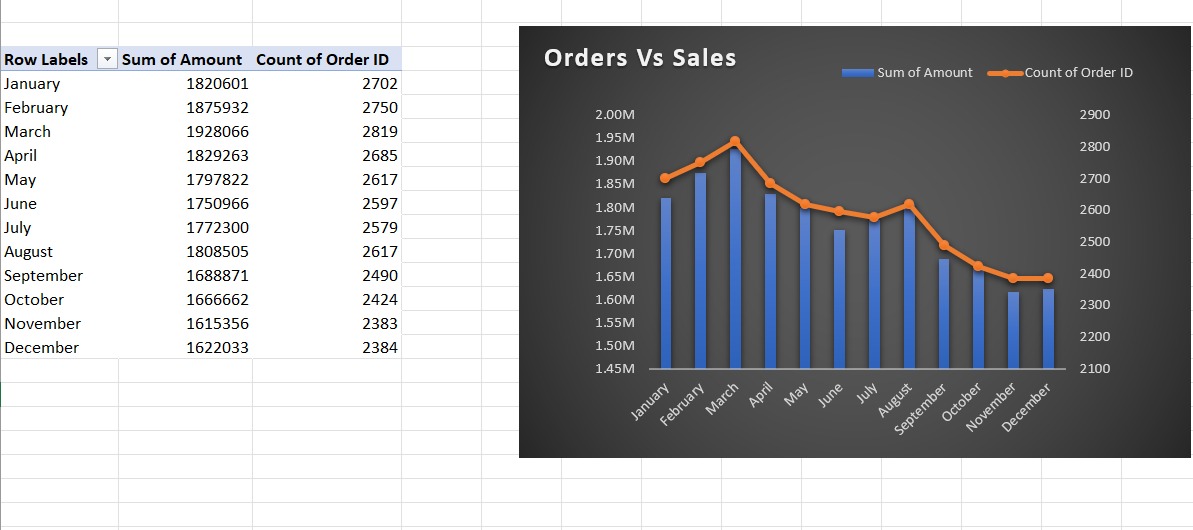 Row Labels Sum of Amount Count of Order ID
January 1820601 2702
February 1875932 2750
March 1928066 2819
April 1829263 2685
May 1797822 2617
June 1750966 2597
July 1772300 2579
August 1808505 2617
September 1688871 2490
October 1666662 2424
November 1615356 2383
December 1622033 2384
Orders Vs Sales
Sum of Amount Count of Order ID
2.00M 2900
1.95M
1.90M 2800
1.85M 2700
1.80M 2600
1.75M
1.70M 2500
1.65M 2400
1.60M 2300
1.55M
1.50M 2200
1.45M 2100
January February March April May June July August September October November December